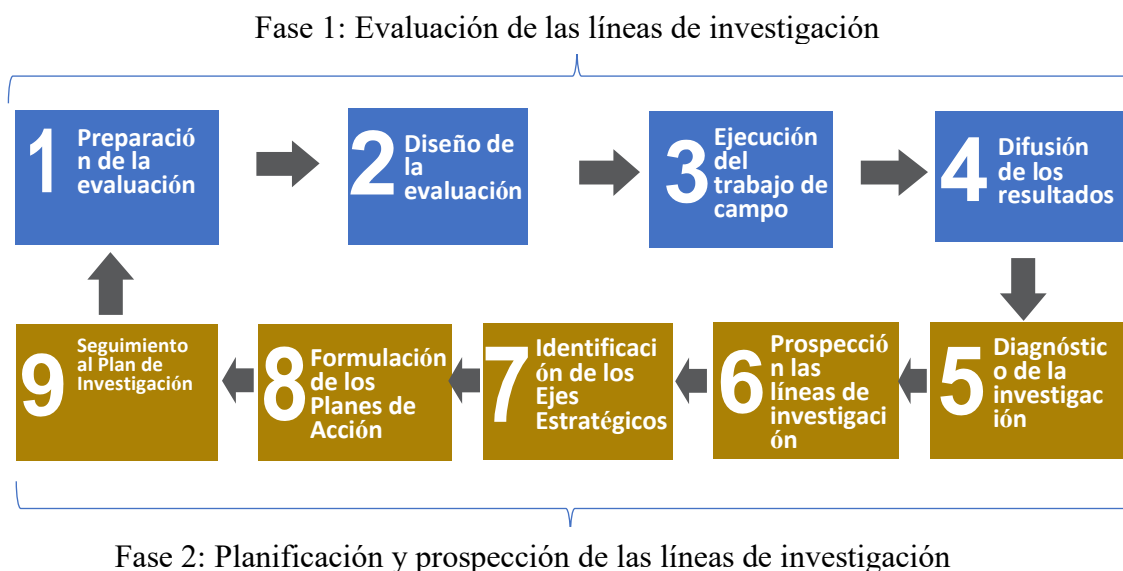 Fase 1: Evaluación de las líneas de investigación
1
Preparació
n de la
evaluación
2
Diseño de
la
evaluación
3
Ejecución
del
trabajo de
campo
4
Difusión
de los
resultados
5
Diagnóstic
o de la
investigac
ión
6
Prospecció
n las
líneas de
investigaci
ón
7
Identificaci
ón de los
Ejes
Estratégicos
8
Formulación
de los
Planes de
Acción
9
Seguimiento
al Plan de
Investigación
Fase 2: Planificación y prospección de las líneas de investigación